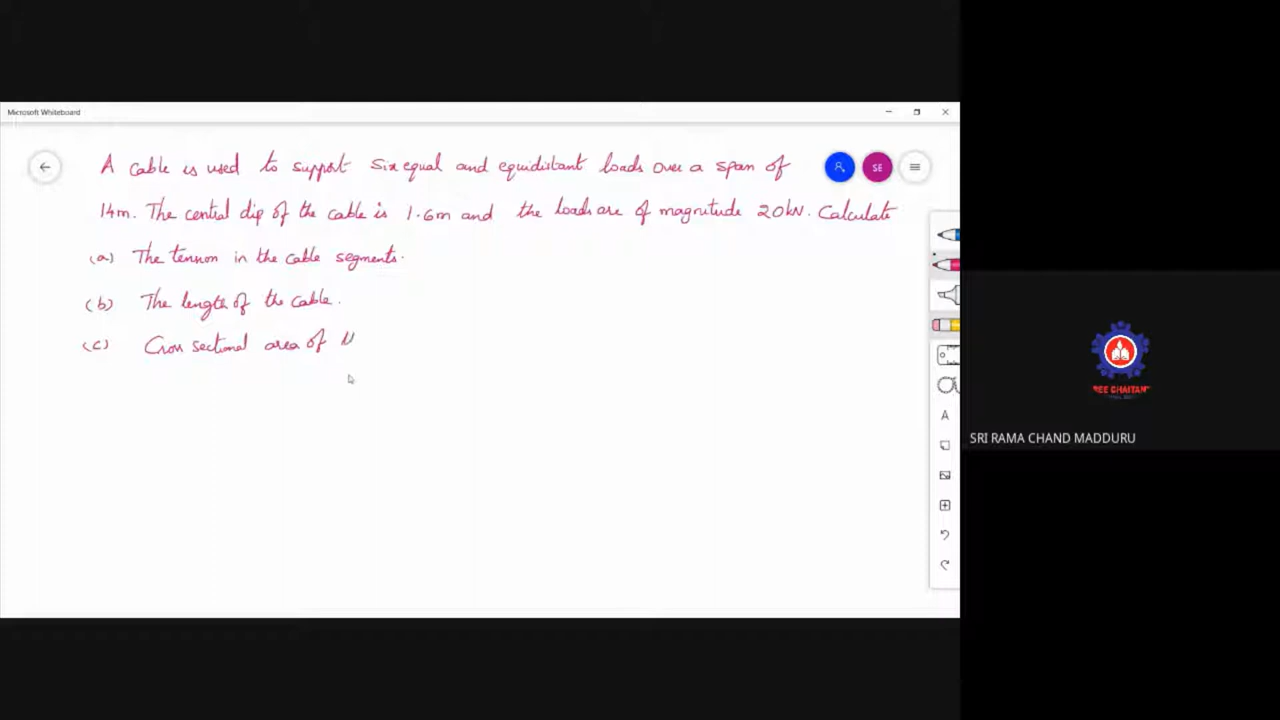 Microsoft Whiteboard
A cable is used to support six equal and equidistant loads over a span of
14m. The central dip of the cable is 1.6m and the loads are of magnitude 20kN. Calculate
SE
(a) The tension in the cable segments.
(b) The length of the cable.
(c) Cross sectional area of
A
SRI RAMA CHAND MADDURU